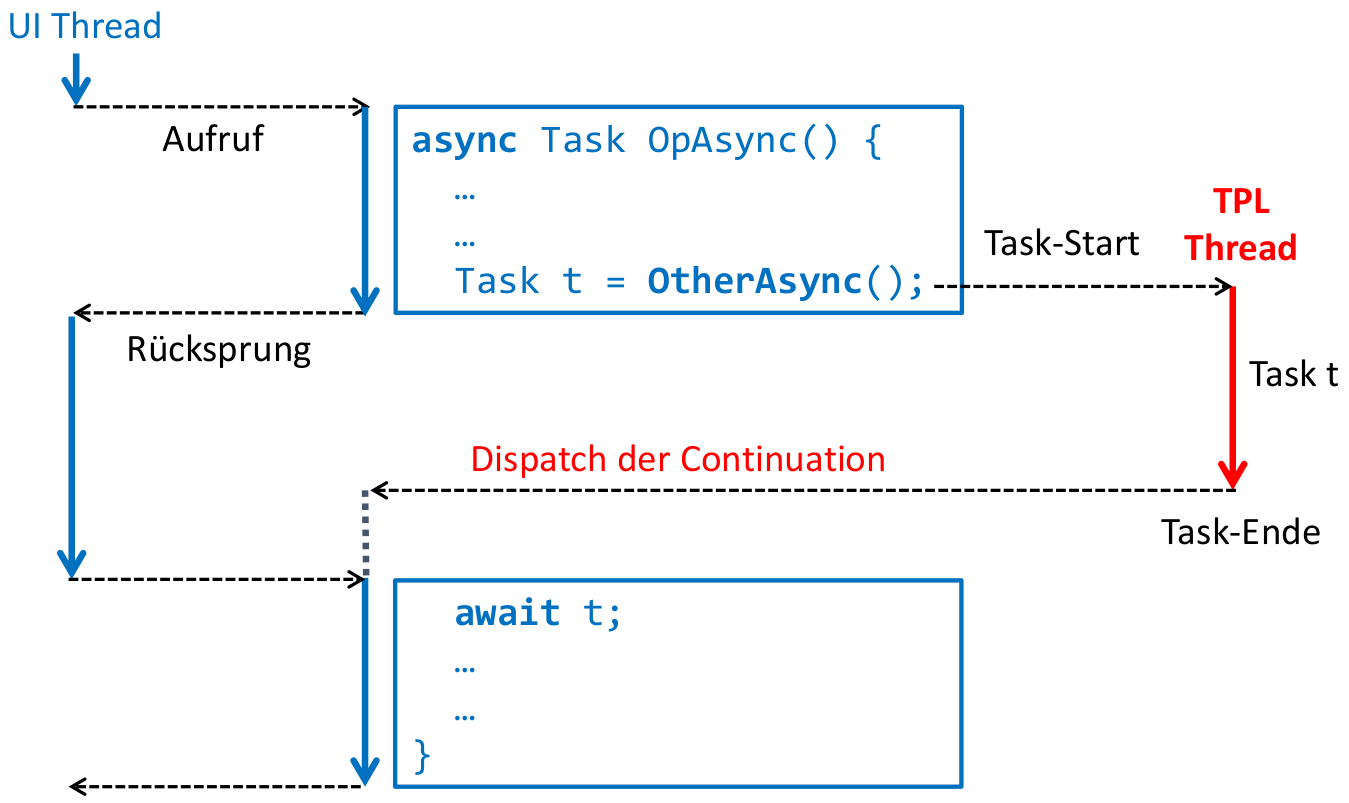 UI Thread
Aufruf
async Task OpAsync() {
…
…
Task t = OtherAsync();
Task-Start
TPL
Thread
Rücksprung
Task t
Dispatch der Continuation
Task-Ende
await t;
…
…
}